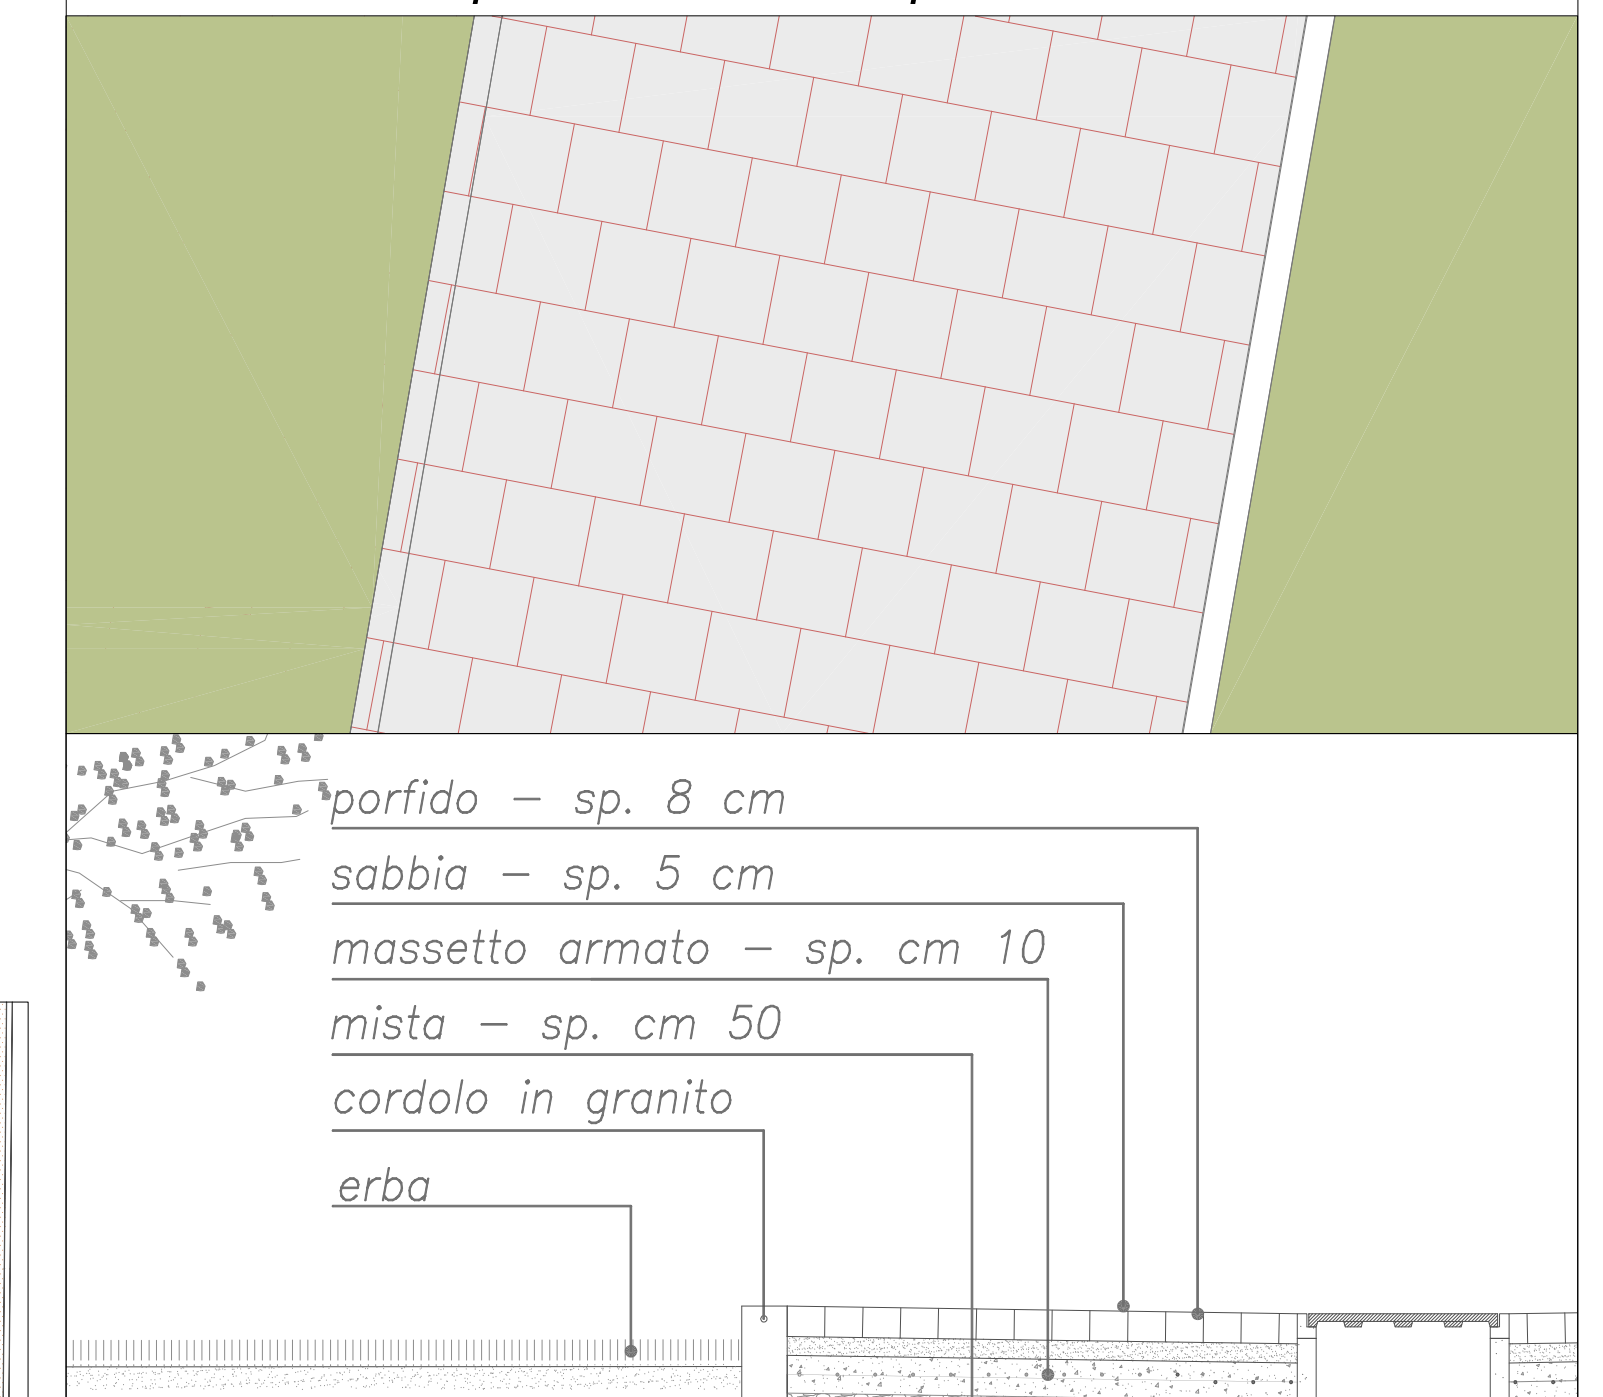 porfido – sp. 8 cm
sabbia – sp. 5 cm
massetto armato – sp. cm 10
mista – sp. cm 50
cordolo in granito
erba